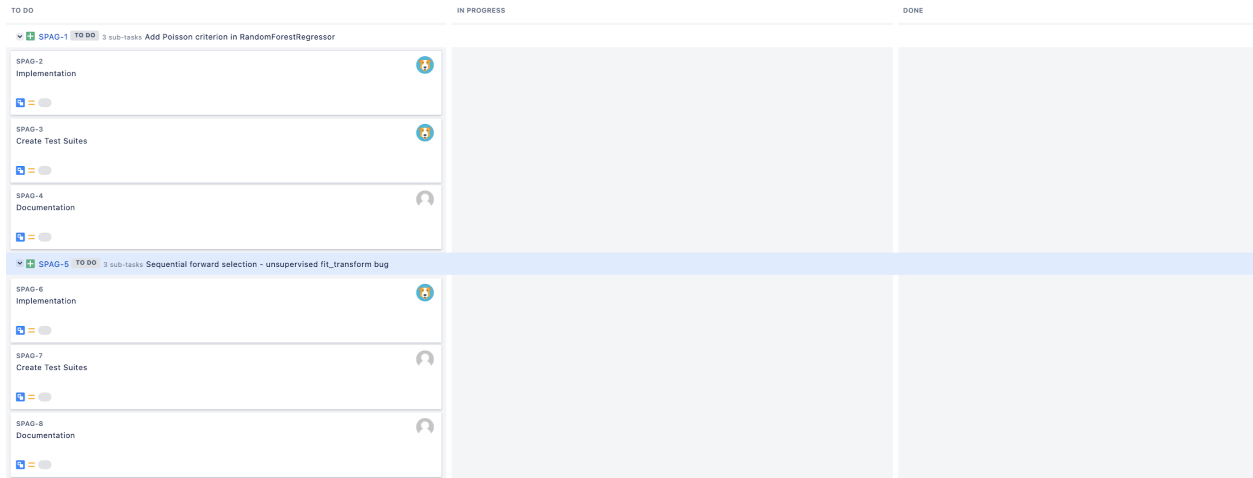 TO DO
IN PROGRESS
DONE
SPAG-1 TO DO 3 sub-tasks Add Poisson criterion in RandomForestRegressor
SPAG-2
Implementation
SPAG-3
Create Test Suites
SPAG-4
Documentation
SPAG-5 TO DO 3 sub-tasks Sequential forward selection - unsupervised fit_transform bug
SPAG-6
Implementation
SPAG-7
Create Test Suites
SPAG-8
Documentation